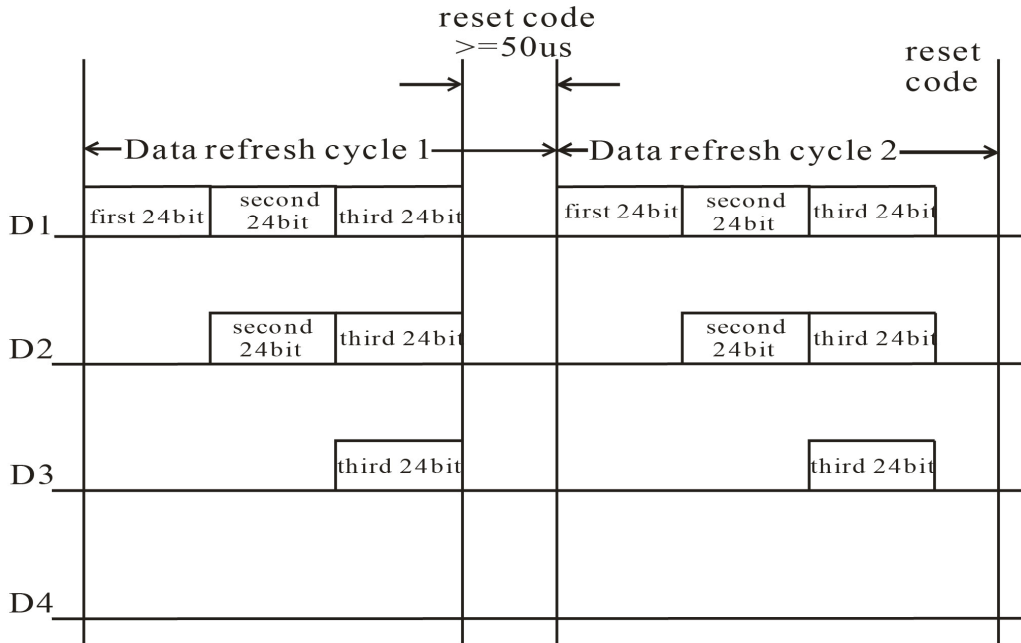 reset code
>=50us
reset
code
Data refresh cycle 1
Data refresh cycle 2
D1
first 24bit
second
24bit
third 24bit
first 24bit
second
24bit
third 24bit
D2
second
24bit
third 24bit
second
24bit
third 24bit
D3
third 24bit
third 24bit
D4